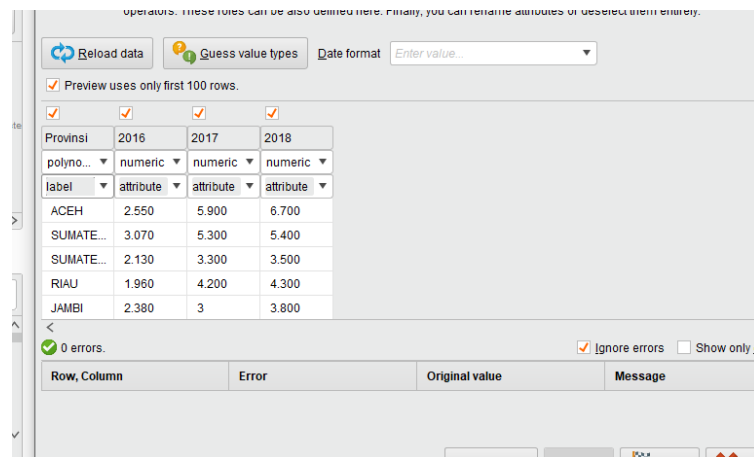 operators. These roles can be also defined here. Finally, you can rename attributes or deselect them entirely.
Reload data Guess value types Date format Enter value...
Preview uses only first 100 rows.
Provinsi 2016 2017 2018
polyno... numeric numeric numeric
label attribute attribute attribute
ACEH 2.550 5.900 6.700
SUMATE... 3.070 5.300 5.400
SUMATE... 2.130 3.300 3.500
RIAU 1.960 4.200 4.300
JAMBI 2.380 3 3.800
0 errors. Ignore errors Show only
Row, Column Error Original value Message